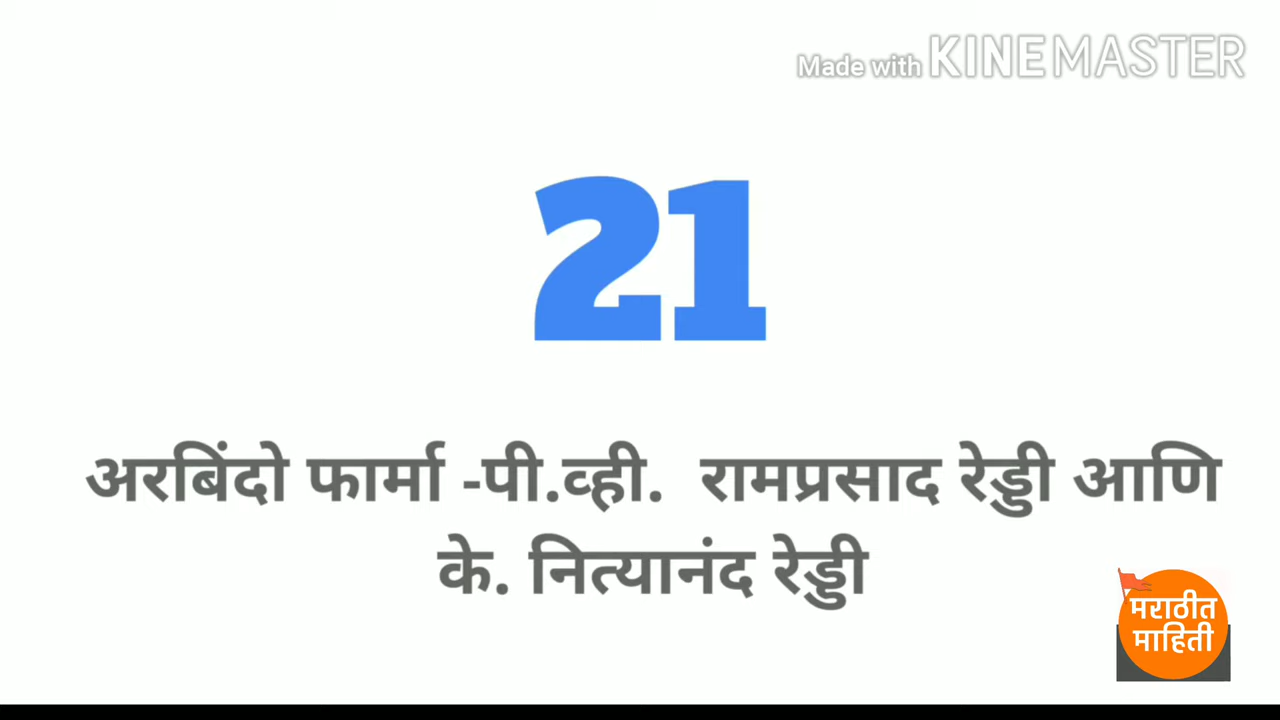 Made with KINEMASTER
21
अरबिंदो फार्मा -पी.व्ही. रामप्रसाद रेड्डी आणि
के. नित्यानंद रेड्डी
मराठीत
माहिती